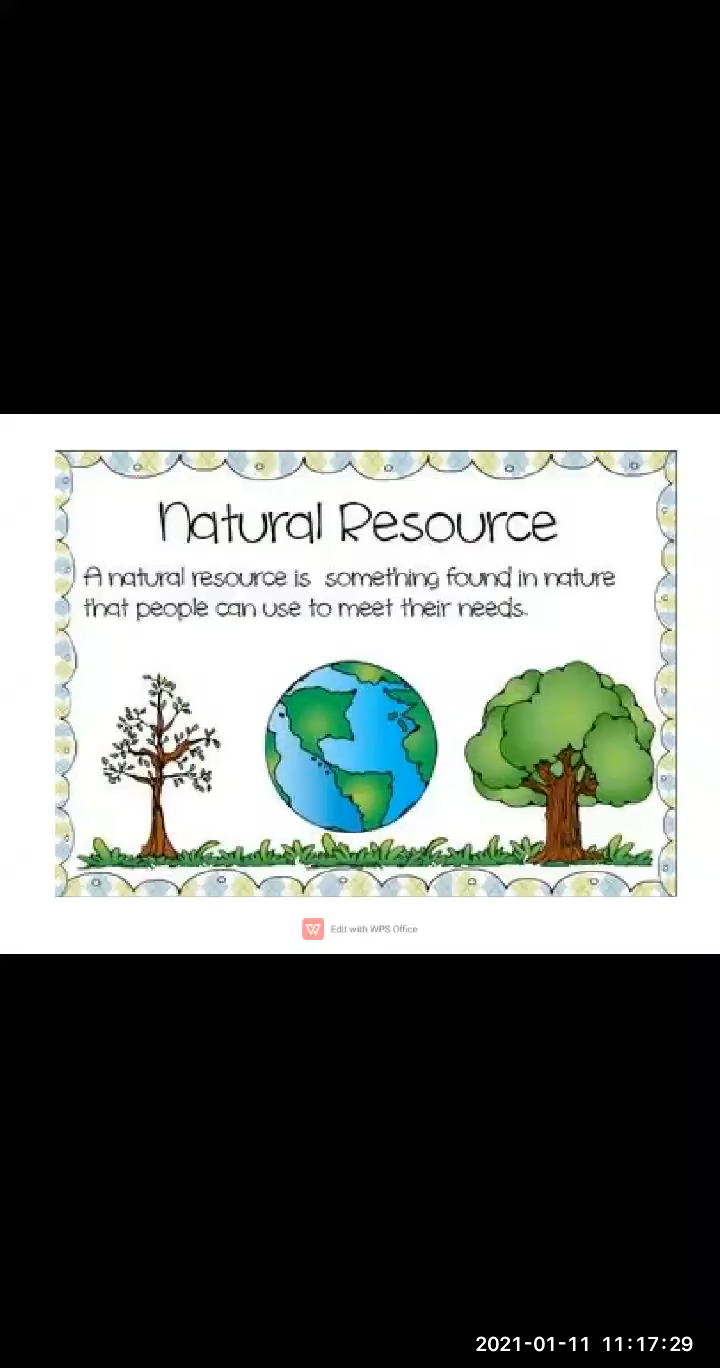 Natural Resource
A natural resource is something found in nature
that people can use to meet their needs.
W Edit with WPS Office
2021-01-11 11:17:29